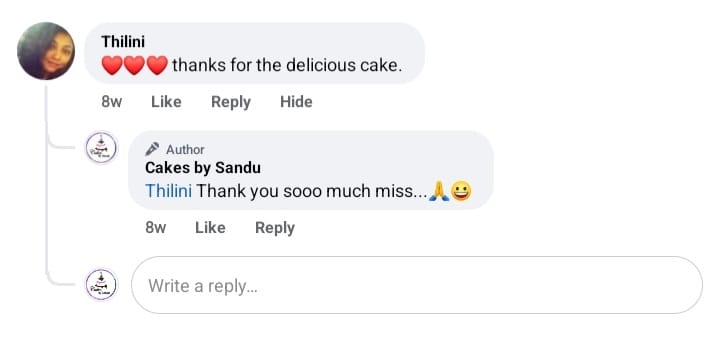 Thilini
❤️❤️❤️ thanks for the delicious cake.
8w Like Reply Hide
Author
Cakes by Sandu
Thilini Thank you sooo much miss...🙏😀
8w Like Reply
Write a reply...